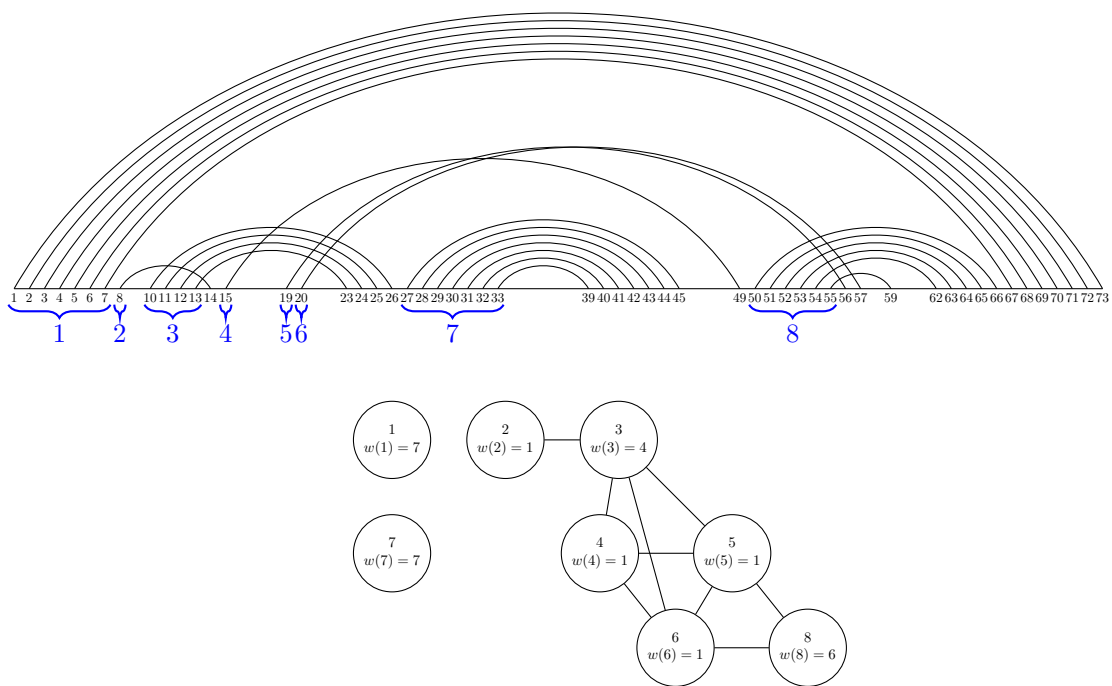 1 2 3 4 5 6 7 8 10 11 12 13 14 15 19 20 23 24 25 26 27 28 29 30 31 32 33 39 40 41 42 43 44 45 49 50 51 52 53 54 55 56 57 59 62 63 64 65 66 67 68 69 70 71 72 73
1 2 3 4 5 6 7 8
1 2 3
w(1) = 7 w(2) = 1 w(3) = 4
7 4 5
w(7) = 7 w(4) = 1 w(5) = 1
6 8
w(6) = 1 w(8) = 6